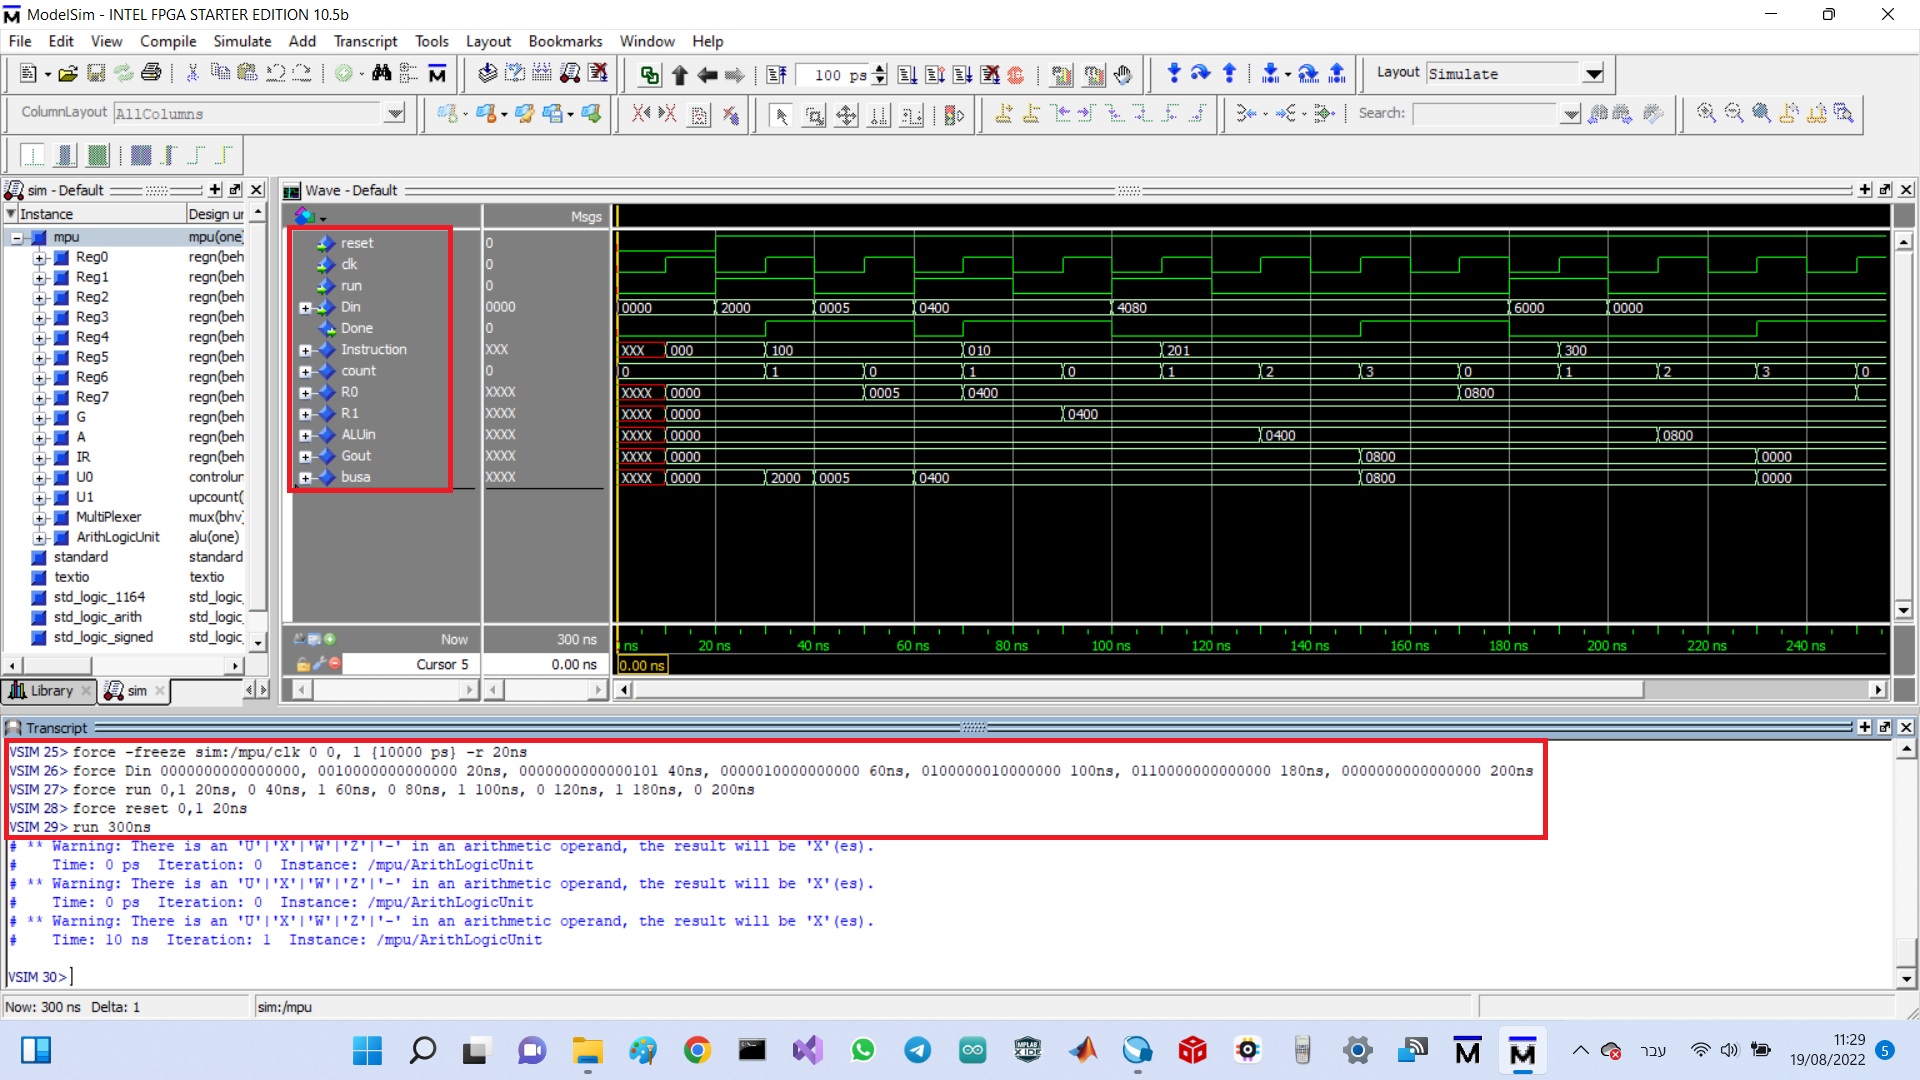 ModelSim - INTEL FPGA STARTER EDITION 10.5b
File Edit View Compile Simulate Add Transcript Tools Layout Bookmarks Window Help
100 ps
Layout Simulate
ColumnLayout AllColumns
Search:
sim - Default
Instance Design ur
mpu mpu(one)
Reg0 regn(beh
Reg1 regn(beh
Reg2 regn(beh
Reg3 regn(beh
Reg4 regn(beh
Reg5 regn(beh
Reg6 regn(beh
Reg7 regn(beh
G regn(beh
A regn(beh
IR regn(beh
U0 controlur
U1 upcount(
MultiPlexer mux(bhv)
ArithLogicUnit alu(one)
standard standard
textio textio
std_logic_1164 std_logic_
std_logic_arith std_logic_
std_logic_signed std_logic_
Library sim
Wave - Default
Msgs
reset 0
clk 0
run 0
Din 0000 0000 2000 0005 0400 4080 6000 0000
Done 0
Instruction XXX XXX 000 100 010 201 300
count 0 0 1 0 1 0 1 2 3 0 1 2 3 0
R0 XXXX XXXX 0000 0005 0400 0800
R1 XXXX XXXX 0000 0400
ALUin XXXX XXXX 0000 0400 0800
Gout XXXX XXXX 0000 0800 0000
busa XXXX XXXX 0000 2000 0005 0400 0800 0000
Now 300 ns ns 20 ns 40 ns 60 ns 80 ns 100 ns 120 ns 140 ns 160 ns 180 ns 200 ns 220 ns 240 ns
Cursor 5 0.00 ns 0.00 ns
Transcript
VSIM 25> force -freeze sim:/mpu/clk 0 0, 1 {10000 ps} -r 20ns
VSIM 26> force Din 0000000000000000, 0010000000000000 20ns, 0000000000000101 40ns, 0000010000000000 60ns, 0100000010000000 100ns, 0110000000000000 180ns, 0000000000000000 200ns
VSIM 27> force run 0,1 20ns, 0 40ns, 1 60ns, 0 80ns, 1 100ns, 0 120ns, 1 180ns, 0 200ns
VSIM 28> force reset 0,1 20ns
VSIM 29> run 300ns
# ** Warning: There is an 'U'|'X'|'W'|'Z'|'-' in an arithmetic operand, the result will be 'X'(es).
# Time: 0 ps Iteration: 0 Instance: /mpu/ArithLogicUnit
# ** Warning: There is an 'U'|'X'|'W'|'Z'|'-' in an arithmetic operand, the result will be 'X'(es).
# Time: 0 ps Iteration: 0 Instance: /mpu/ArithLogicUnit
# ** Warning: There is an 'U'|'X'|'W'|'Z'|'-' in an arithmetic operand, the result will be 'X'(es).
# Time: 10 ns Iteration: 1 Instance: /mpu/ArithLogicUnit
VSIM 30>
Now: 300 ns Delta: 1 sim:/mpu
MPLAB X IDE
עבר
11:29
19/08/2022
5